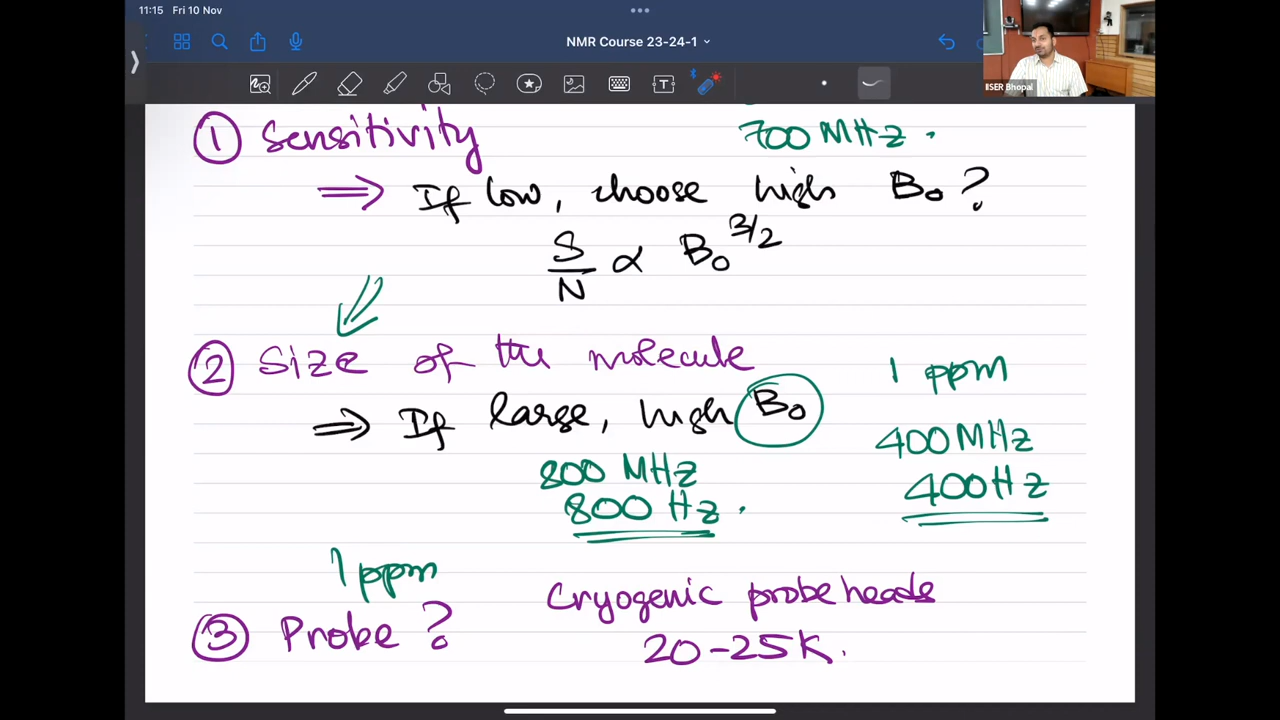 11:15 Fri 10 Nov
NMR Course 23-24-1
IISER Bhopal
700 MHz.
① Sensitivity
⇒ If low, choose high B₀ ?
S/N ∝ B₀^3/2
② Size of the molecule
1 ppm
⇒ If large, high B₀
400 MHz
800 MHz
400 Hz
800 Hz.
1 ppm
Cryogenic probeheads
③ Probe ?
20-25K.